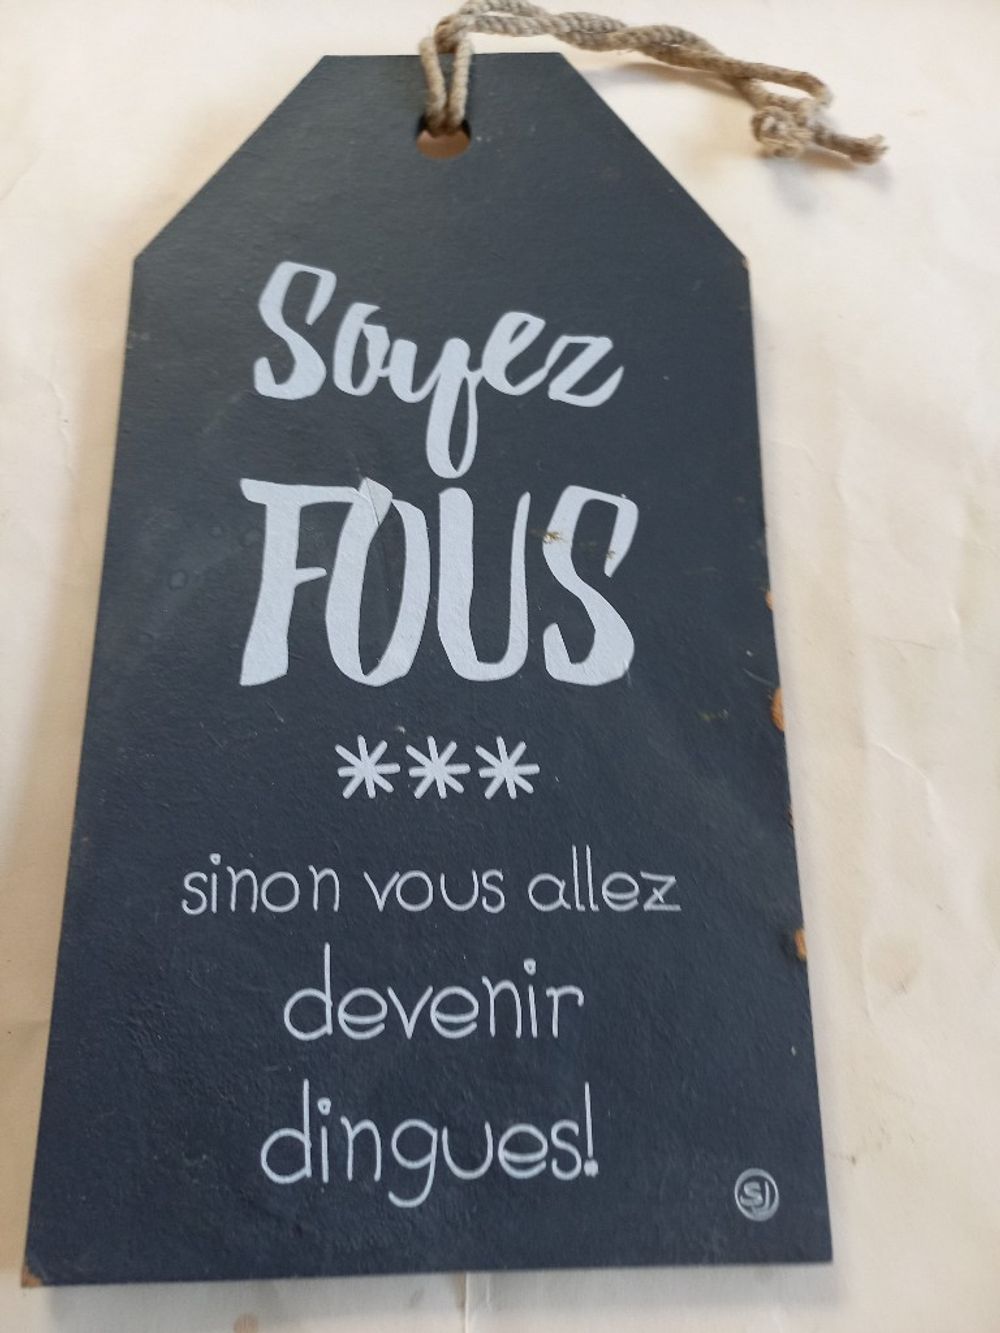 Soyez
FOUS
***
sinon vous allez
devenir
dingues!
SJ